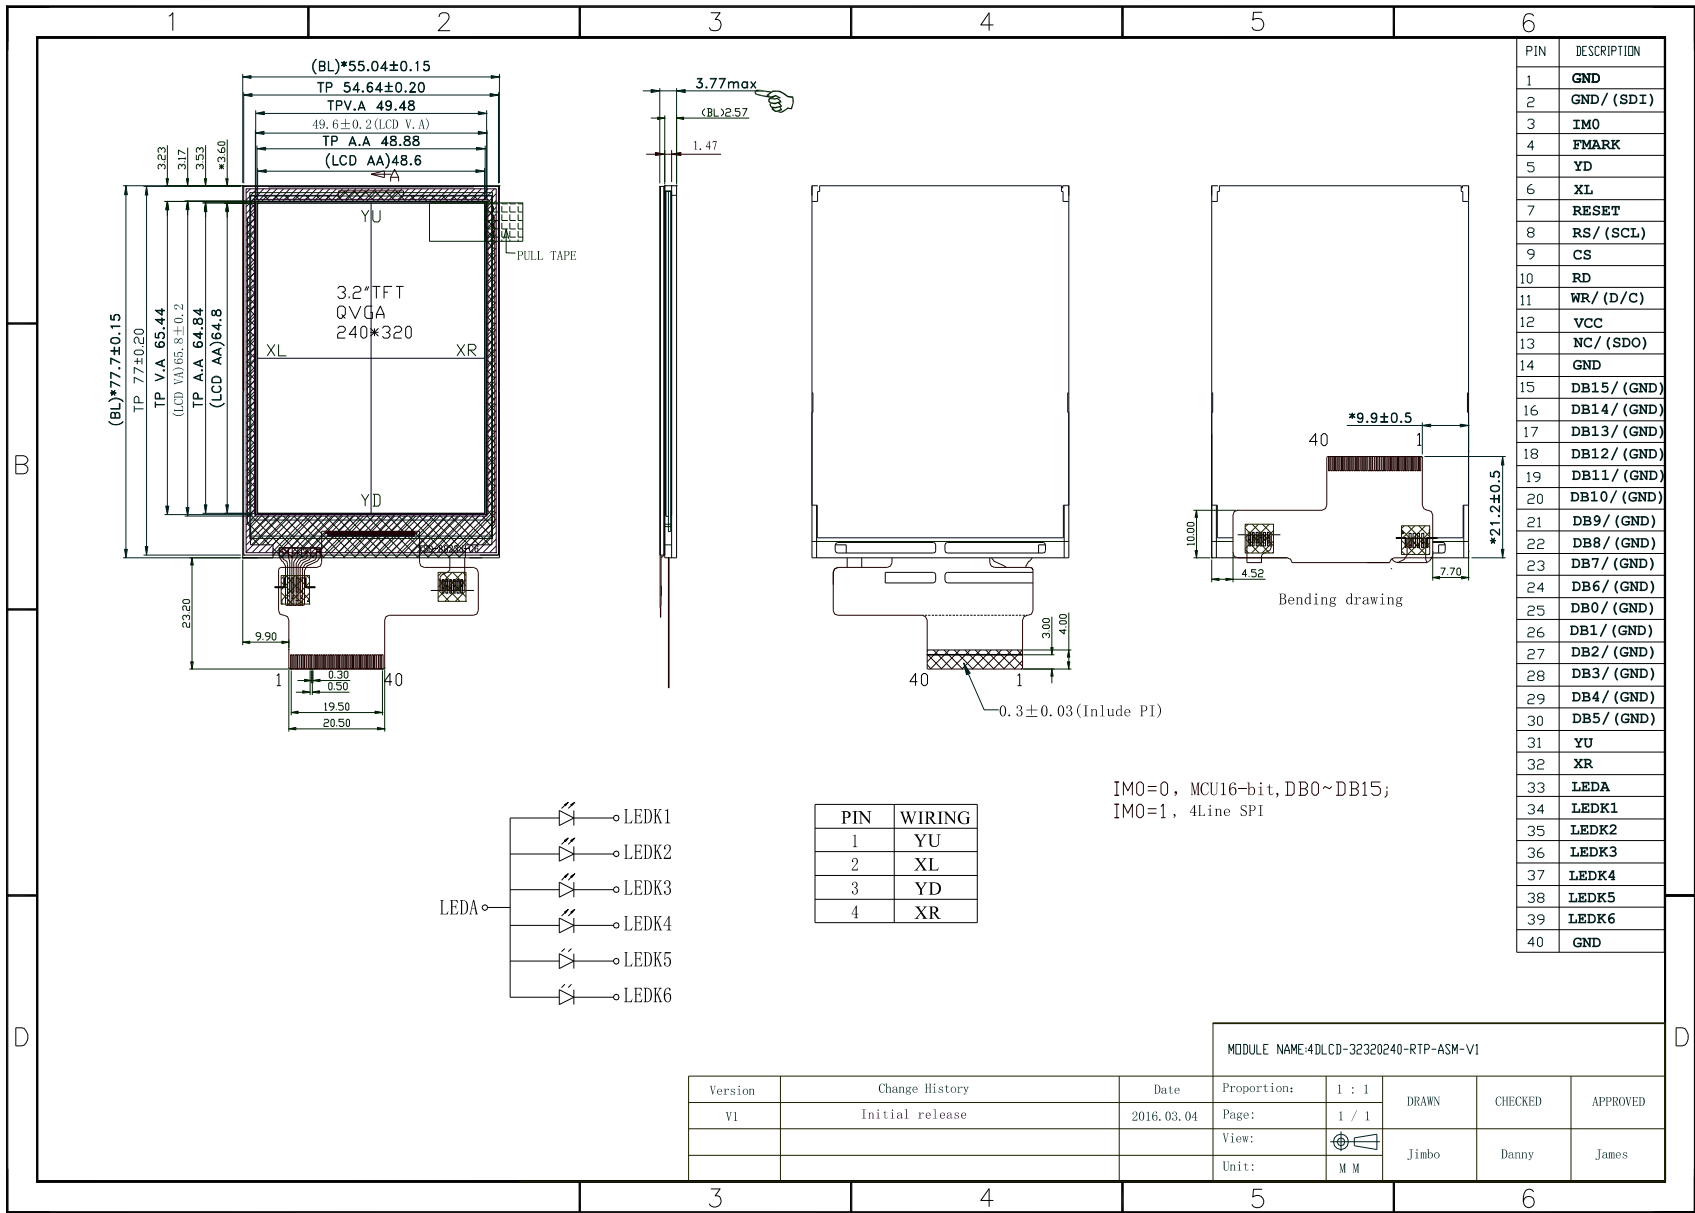 1 2 3 4 5 6
(BL)*55.04±0.15
TP 54.64±0.20
TPV.A 49.48
49.6±0.2(LCD V.A)
TP A.A 48.88
(LCD AA)48.6
A
3.23
3.17
3.53
*3.60
(BL)*77.7±0.15
TP 77±0.20
TP V.A 65.44
(LCD VA)65.8±0.2
TP A.A 64.84
(LCD AA)64.8
YU
PULL TAPE
3.2"TFT
QVGA
240*320
XL XR
YD
23.20
9.90
1 40
0.30
0.50
19.50
20.50
3.77max
(BL)2.57
1.47
3.00
4.00
40 1
0.3±0.03(Inlude PI)
*9.9±0.5
40 1
*21.2±0.5
10.00
4.52
7.70
Bending drawing
B
PIN DESCRIPTION
1 GND
2 GND/(SDI)
3 IM0
4 FMARK
5 YD
6 XL
7 RESET
8 RS/(SCL)
9 CS
10 RD
11 WR/(D/C)
12 VCC
13 NC/(SDO)
14 GND
15 DB15/(GND)
16 DB14/(GND)
17 DB13/(GND)
18 DB12/(GND)
19 DB11/(GND)
20 DB10/(GND)
21 DB9/(GND)
22 DB8/(GND)
23 DB7/(GND)
24 DB6/(GND)
25 DB0/(GND)
26 DB1/(GND)
27 DB2/(GND)
28 DB3/(GND)
29 DB4/(GND)
30 DB5/(GND)
31 YU
32 XR
33 LEDA
34 LEDK1
35 LEDK2
36 LEDK3
37 LEDK4
38 LEDK5
39 LEDK6
40 GND
LEDA
LEDK1
LEDK2
LEDK3
LEDK4
LEDK5
LEDK6
PIN WIRING
1 YU
2 XL
3 YD
4 XR
IM0=0, MCU16-bit,DB0~DB15;
IM0=1, 4Line SPI
D D
MODULE NAME:4DLCD-32320240-RTP-ASM-V1
Version Change History Date
V1 Initial release 2016.03.04
Proportion: 1 : 1
Page: 1 / 1
View:
Unit: M M
DRAWN CHECKED APPROVED
Jimbo Danny James
3 4 5 6